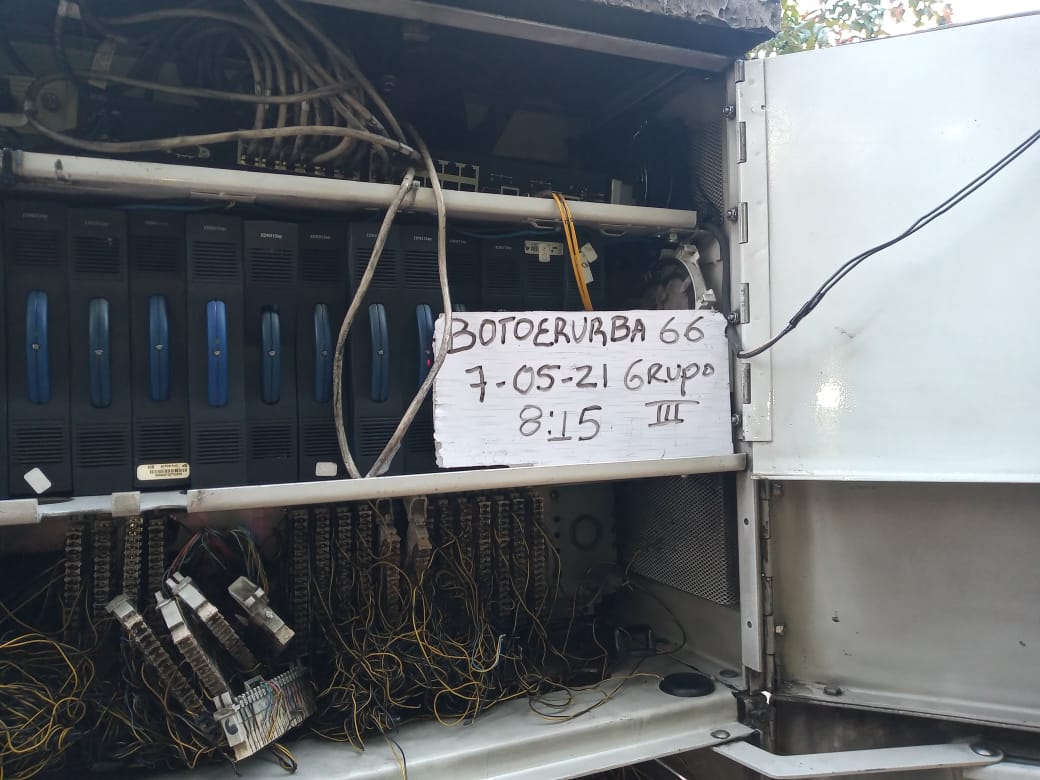 BOTOERURBA 66
7-05-21 Grupo
8:15 III